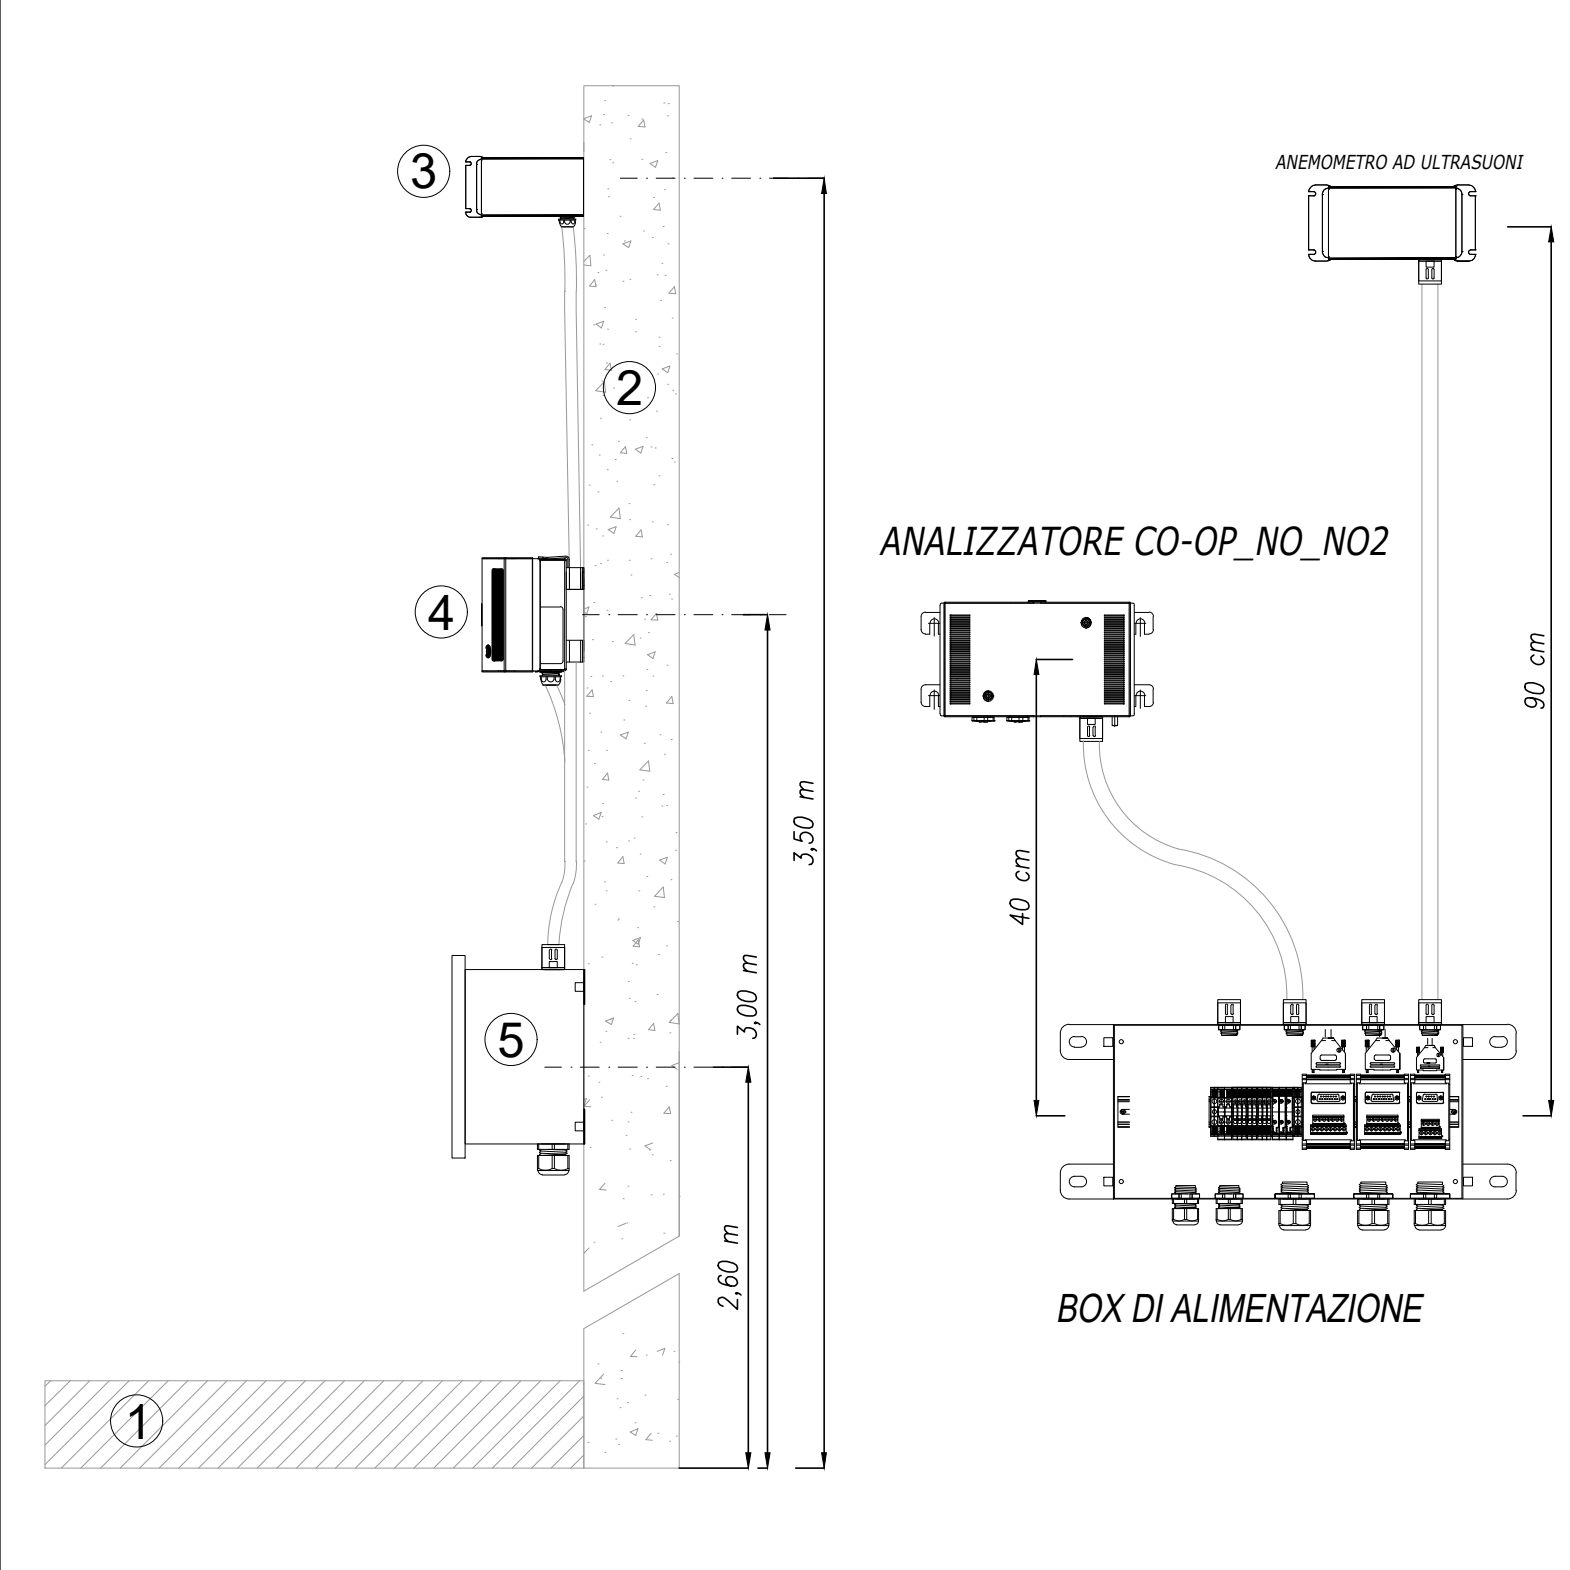 3
2
4
5
1
3,50 m
3,00 m
2,60 m
ANEMOMETRO AD ULTRASUONI
ANALIZZATORE CO-OP_NO_NO2
90 cm
40 cm
BOX DI ALIMENTAZIONE